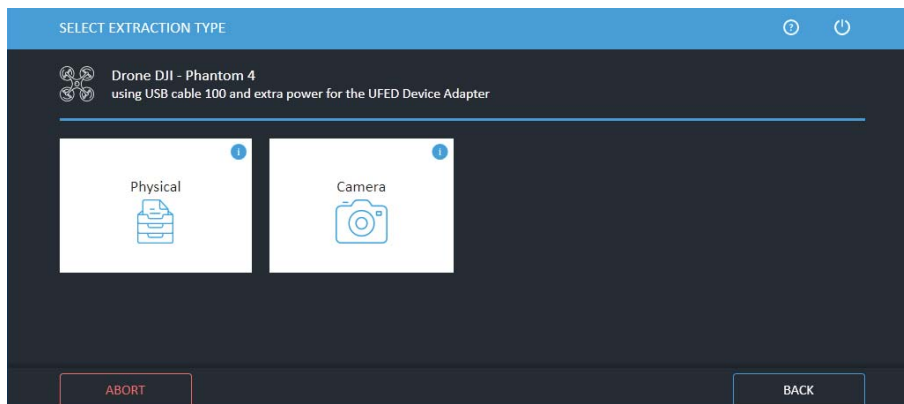 SELECT EXTRACTION TYPE
Drone DJI - Phantom 4
using USB cable 100 and extra power for the UFED Device Adapter
Physical
Camera
ABORT
BACK